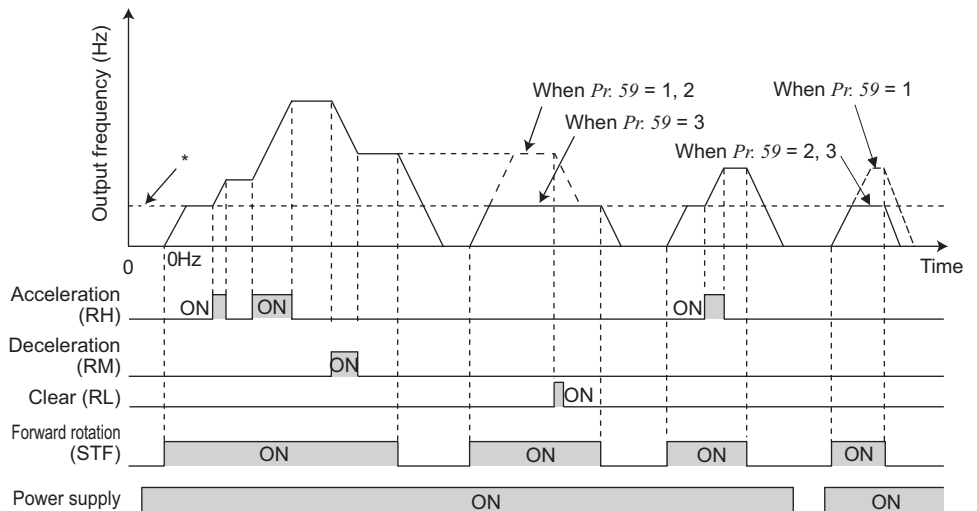 Output frequency (Hz)
*
When Pr. 59 = 1, 2
When Pr. 59 = 1
When Pr. 59 = 3
When Pr. 59 = 2, 3
0
0Hz
Time
Acceleration
(RH)
ON
ON
ON
Deceleration
(RM)
ON
Clear (RL)
ON
Forward rotation
(STF)
ON
ON
ON
ON
Power supply
ON
ON